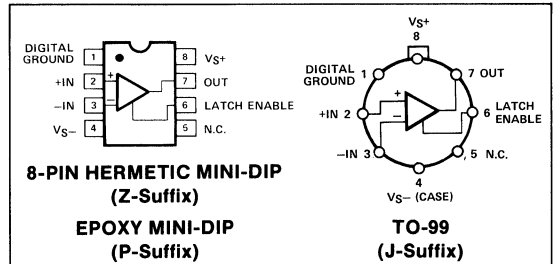 DIGITAL
GROUND
1
+IN 2
−IN 3
VS− 4
+
−
8 VS+
7 OUT
6 LATCH ENABLE
5 N.C.
8-PIN HERMETIC MINI-DIP
(Z-Suffix)
EPOXY MINI-DIP
(P-Suffix)
VS+
8
DIGITAL
GROUND 1
+IN 2
−IN 3
+
−
7 OUT
6 LATCH
ENABLE
5 N.C.
4
VS− (CASE)
TO-99
(J-Suffix)